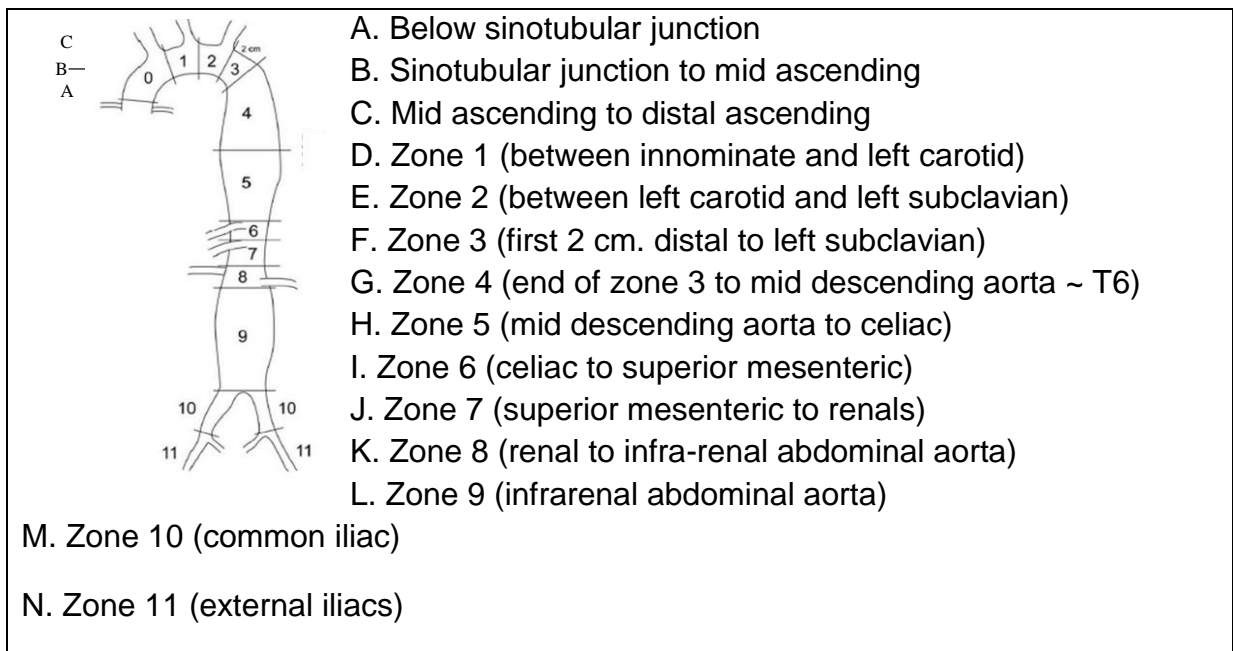 C
B—
A
0
1
2
2 cm
3
4
5
6
7
8
9
10
10
11
11
A. Below sinotubular junction
B. Sinotubular junction to mid ascending
C. Mid ascending to distal ascending
D. Zone 1 (between innominate and left carotid)
E. Zone 2 (between left carotid and left subclavian)
F. Zone 3 (first 2 cm. distal to left subclavian)
G. Zone 4 (end of zone 3 to mid descending aorta ~ T6)
H. Zone 5 (mid descending aorta to celiac)
I. Zone 6 (celiac to superior mesenteric)
J. Zone 7 (superior mesenteric to renals)
K. Zone 8 (renal to infra-renal abdominal aorta)
L. Zone 9 (infrarenal abdominal aorta)
M. Zone 10 (common iliac)
N. Zone 11 (external iliacs)